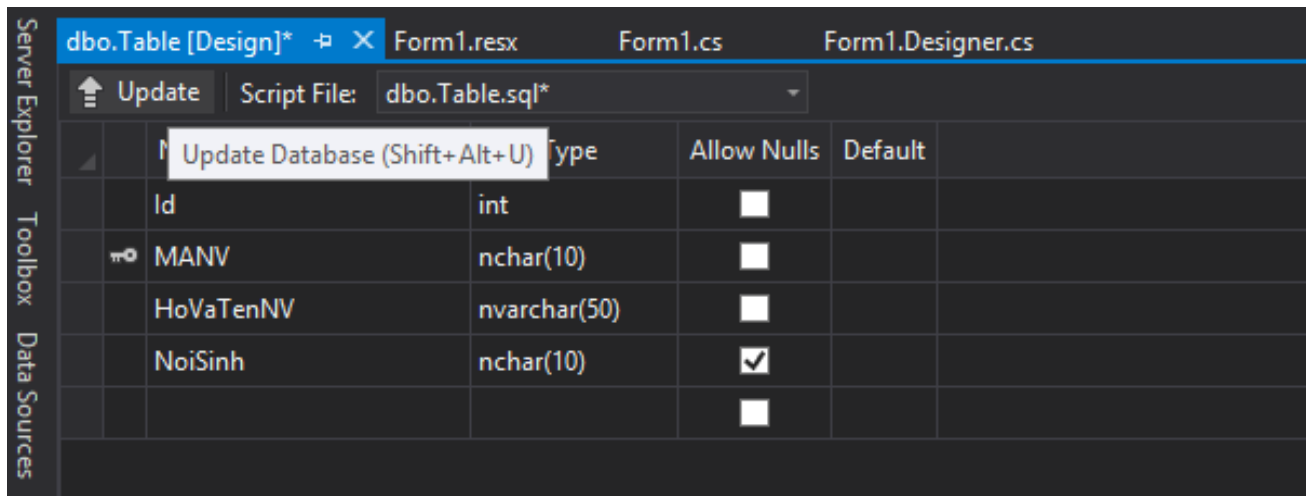 Server Explorer
Toolbox
Data Sources
dbo.Table [Design]* Form1.resx Form1.cs Form1.Designer.cs
Update Script File: dbo.Table.sql*
Update Database (Shift+Alt+U) Type Allow Nulls Default
Id int
MANV nchar(10)
HoVaTenNV nvarchar(50)
NoiSinh nchar(10)